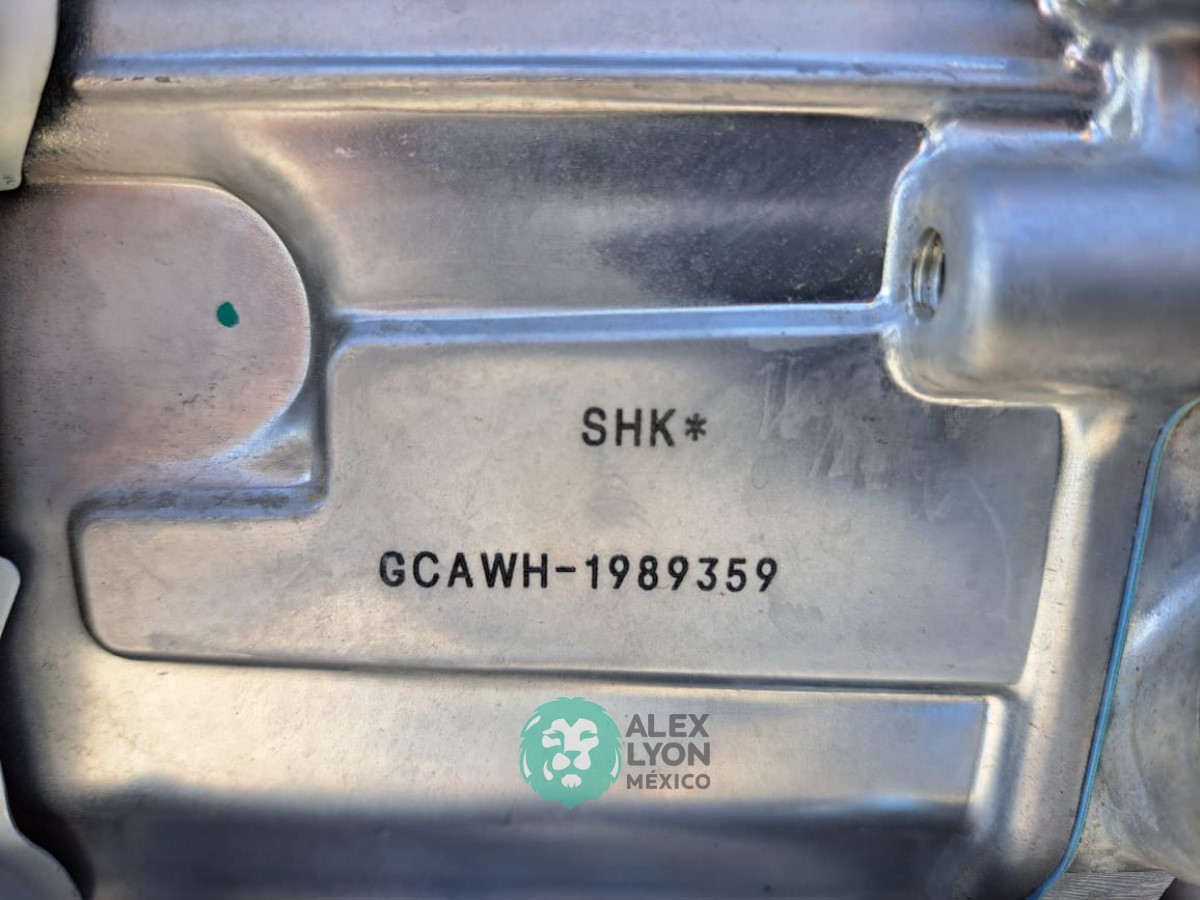 SHK*
GCAWH-1989359
ALEX
LYON
MÉXICO